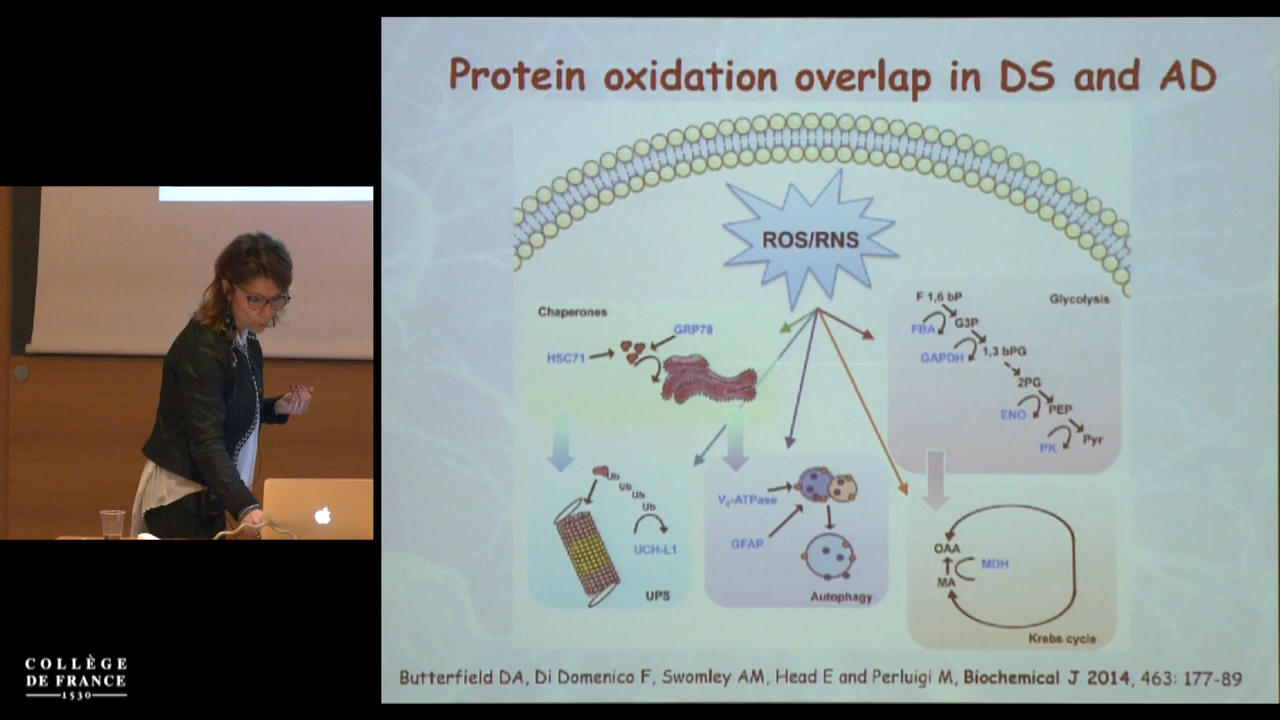 Protein oxidation overlap in DS and AD
ROS/RNS
Chaperones
GRP78
HSC71
F 1,6 bP
Glycolysis
FBA
G3P
GAPDH
1,3 bPG
2PG
ENO
PEP
PK
Pyr
Ub
Ub
Ub
Ub
UCH-L1
UPS
V₀-ATPase
GFAP
Autophagy
OAA
MDH
MA
Krebs cycle
Butterfield DA, Di Domenico F, Swomley AM, Head E and Perluigi M, Biochemical J 2014, 463: 177-89
COLLÈGE
DE FRANCE
1530